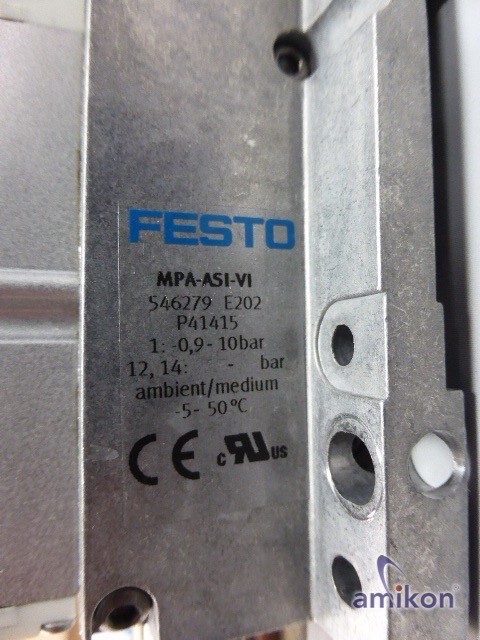 FESTO
MPA-ASI-VI
546279 E202
P41415
1: -0,9- 10bar
12, 14: - bar
ambient/medium
-5- 50°C
CE c RU US
amikon